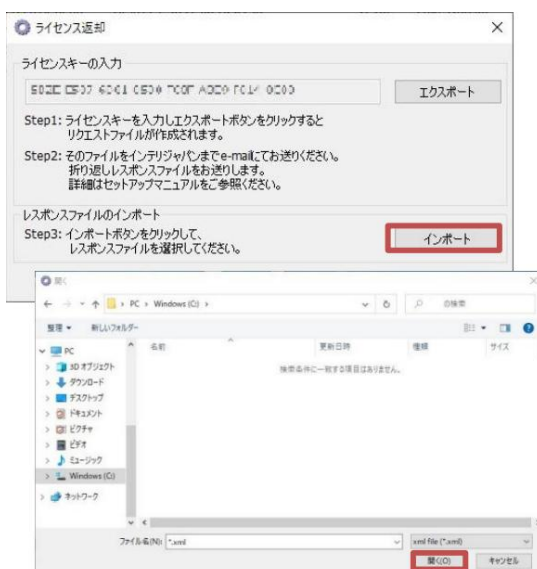 ライセンス返却
ライセンスキーの入力
エクスポート
Step1: ライセンスキーを入力しエクスポートボタンをクリックすると
リクエストファイルが作成されます。
Step2: そのファイルをインテリジャパンまでe-mailにてお送りください。
折り返しレスポンスファイルをお送りします。
詳細はセットアップマニュアルをご参照ください。
レスポンスファイルのインポート
Step3: インポートボタンをクリックして、
レスポンスファイルを選択してください。
インポート
開く
PC › Windows (C:) ›
整理 新しいフォルダー
名前 更新日時 種類 サイズ
検索条件に一致する項目はありません。
PC
3D オブジェクト
ダウンロード
デスクトップ
ドキュメント
ピクチャ
ビデオ
ミュージック
Windows (C:)
ネットワーク
ファイル名(N): *.xml
xml file (*.xml)
開く(O) キャンセル